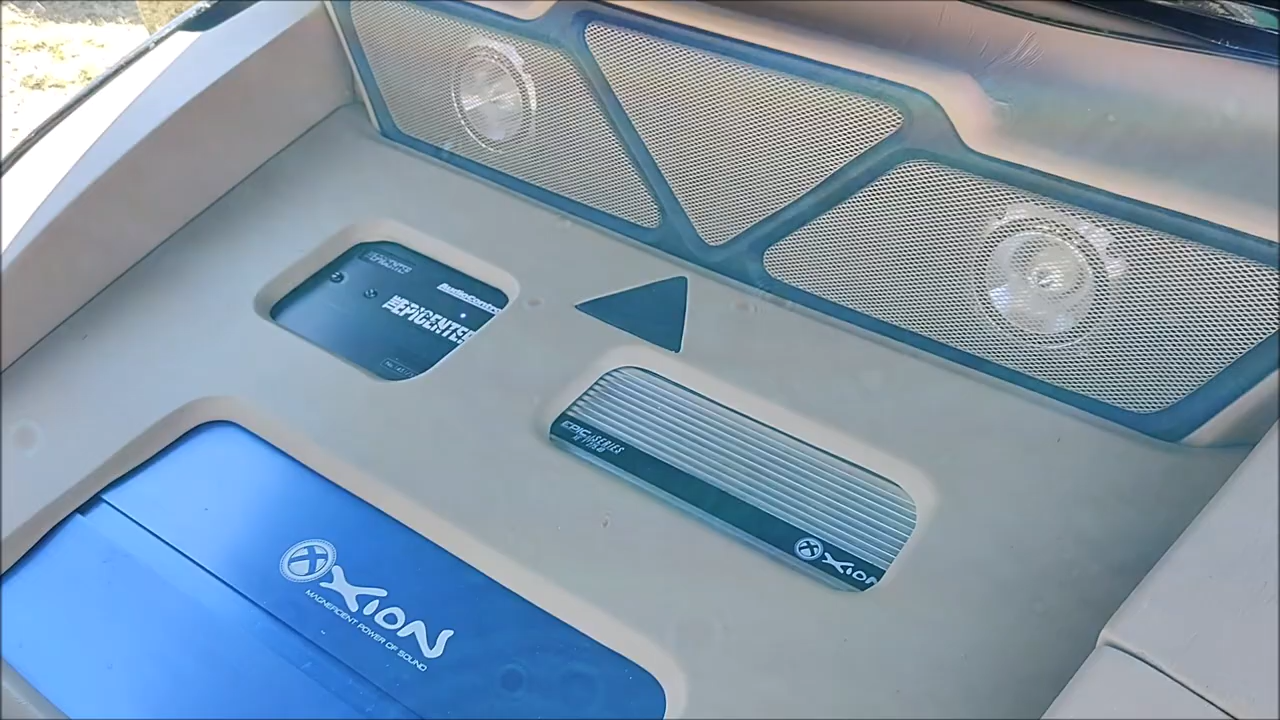 AudioControl
THE EPICENTER
EPIC SERIES
XION
XION
MAGNIFICENT POWER OF SOUND